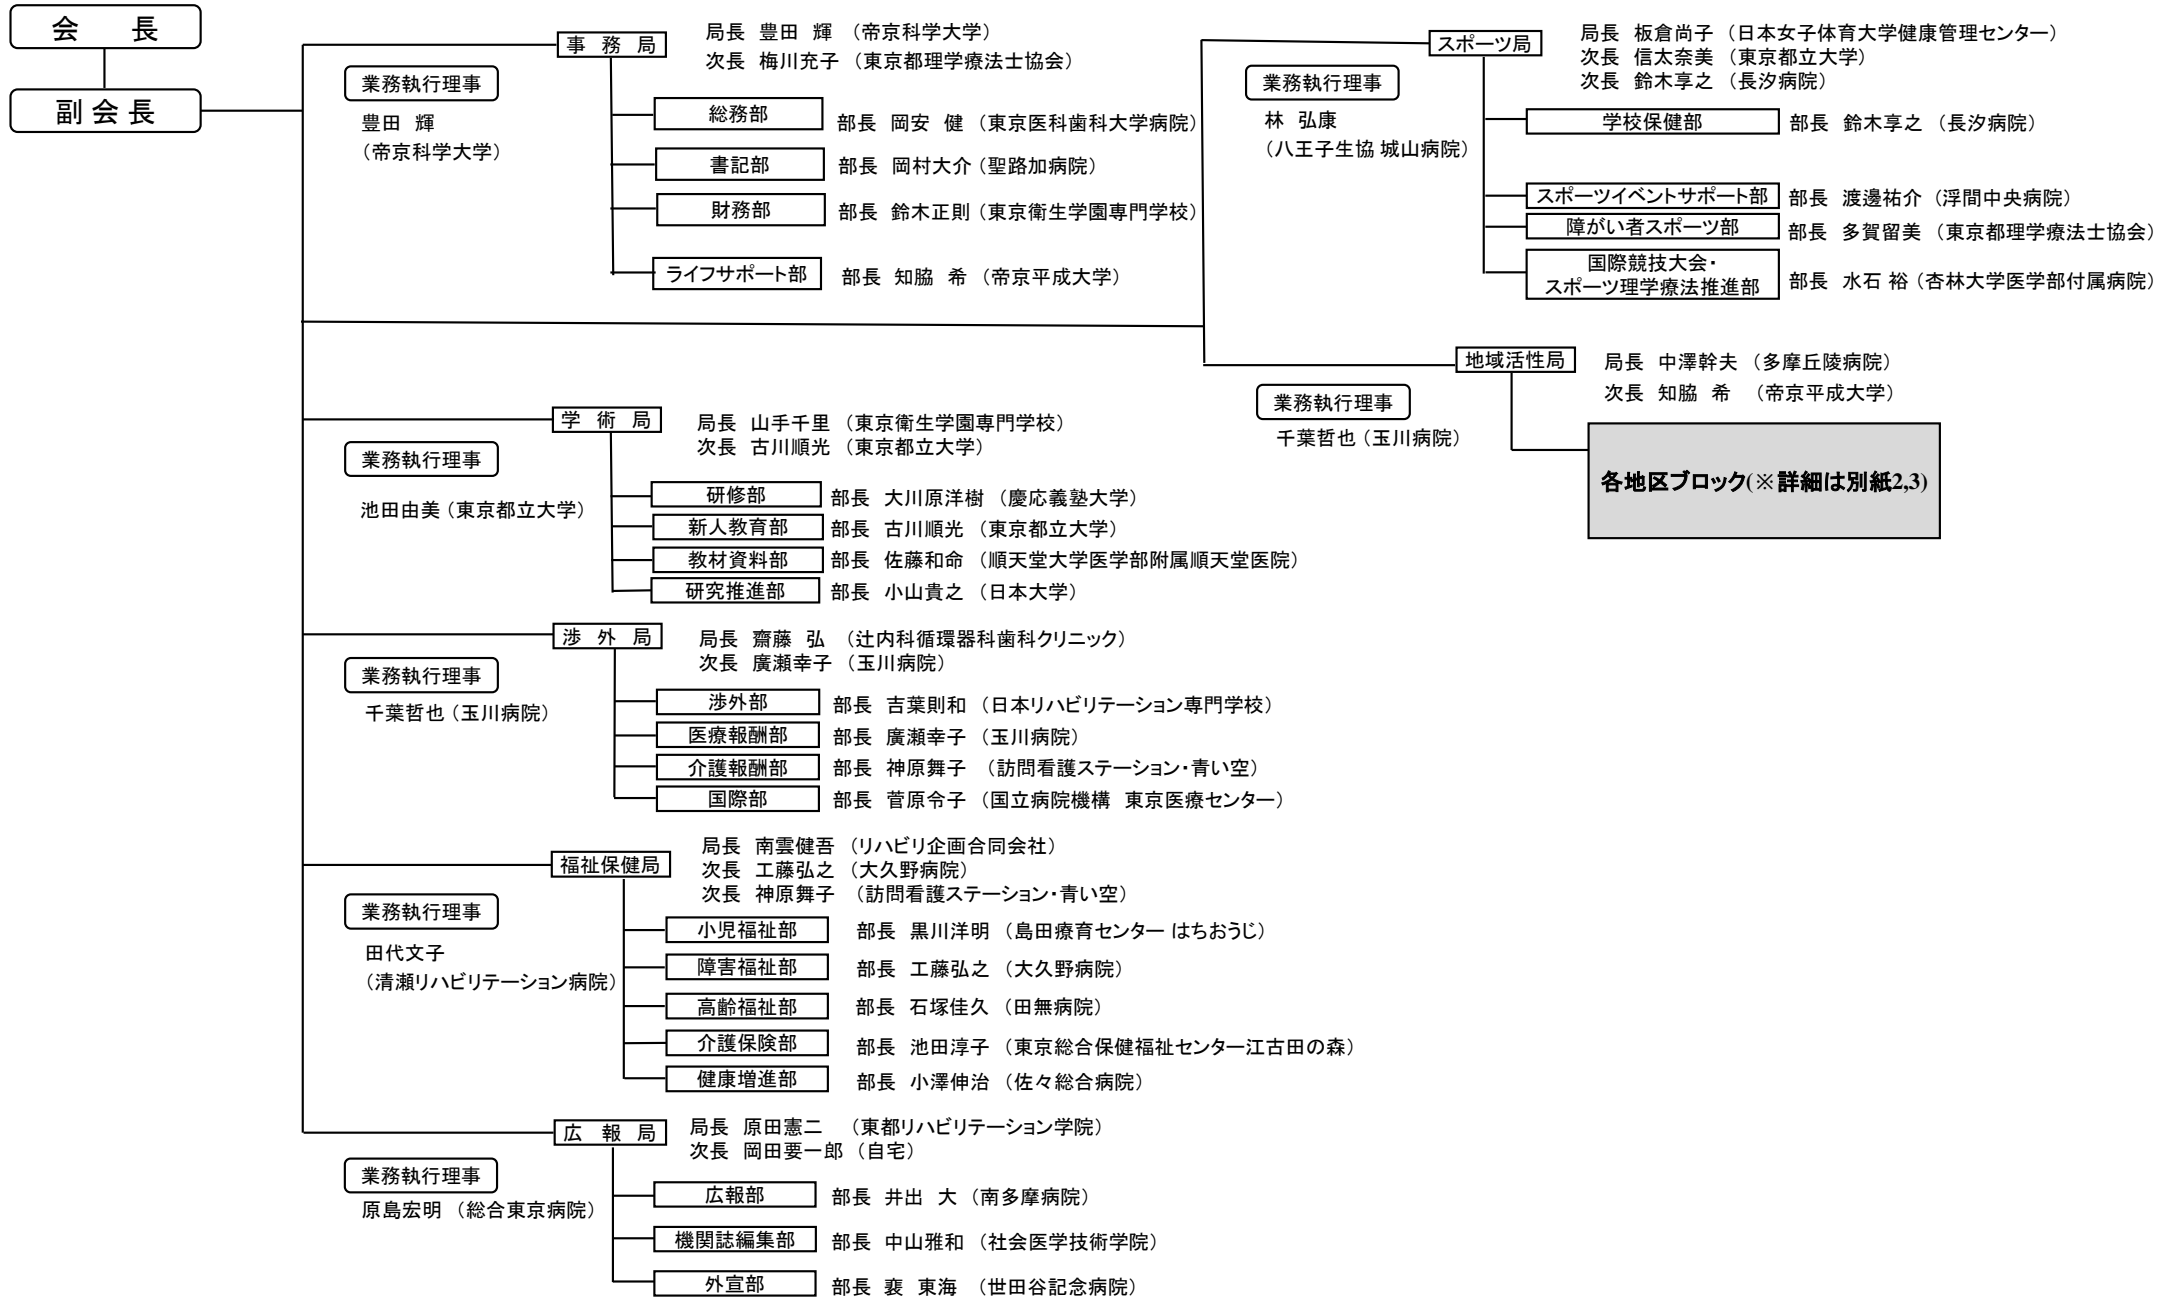 会　　長
副 会 長
事　務　局
局長　豊田　輝　（帝京科学大学）
次長　梅川充子　（東京都理学療法士協会）
業務執行理事
豊田　輝
（帝京科学大学）
総務部
部長　岡安　健　（東京医科歯科大学病院）
書記部
部長　岡村大介（聖路加病院）
財務部
部長　鈴木正則（東京衛生学園専門学校）
ライフサポート部
部長　知脇　希　（帝京平成大学）
学　術　局
局長　山手千里　（東京衛生学園専門学校）
次長　古川順光　（東京都立大学）
業務執行理事
池田由美（東京都立大学）
研修部
部長　大川原洋樹　（慶応義塾大学）
新人教育部
部長　古川順光　（東京都立大学）
教材資料部
部長　佐藤和命　（順天堂大学医学部附属順天堂医院）
研究推進部
部長　小山貴之　（日本大学）
渉　外　局
局長　齋藤　弘　（辻内科循環器科歯科クリニック）
次長　廣瀬幸子　（玉川病院）
業務執行理事
千葉哲也（玉川病院）
渉外部
部長　吉葉則和　（日本リハビリテーション専門学校）
医療報酬部
部長　廣瀬幸子　（玉川病院）
介護報酬部
部長　神原舞子　（訪問看護ステーション・青い空）
国際部
部長　菅原令子　（国立病院機構　東京医療センター）
福祉保健局
局長　南雲健吾　（リハビリ企画合同会社）
次長　工藤弘之　（大久野病院）
次長　神原舞子　（訪問看護ステーション・青い空）
業務執行理事
田代文子
（清瀬リハビリテーション病院）
小児福祉部
部長　黒川洋明　（島田療育センター はちおうじ）
障害福祉部
部長　工藤弘之　（大久野病院）
高齢福祉部
部長　石塚佳久　（田無病院）
介護保険部
部長　池田淳子　（東京総合保健福祉センター江古田の森）
健康増進部
部長　小澤伸治　（佐々総合病院）
広　報　局
局長　原田憲二　（東都リハビリテーション学院）
次長　岡田要一郎　（自宅）
業務執行理事
原島宏明　（総合東京病院）
広報部
部長　井出　大　（南多摩病院）
機関誌編集部
部長　中山雅和　（社会医学技術学院）
外宣部
部長　裵　東海　（世田谷記念病院）
スポーツ局
局長　板倉尚子　（日本女子体育大学健康管理センター）
次長　信太奈美　（東京都立大学）
次長　鈴木享之　（長汐病院）
業務執行理事
林　弘康
（八王子生協 城山病院）
学校保健部
部長　鈴木享之　（長汐病院）
スポーツイベントサポート部
部長　渡邊祐介　（浮間中央病院）
障がい者スポーツ部
部長　多賀留美　（東京都理学療法士協会）
国際競技大会・
スポーツ理学療法推進部
部長　水石 裕（杏林大学医学部付属病院）
地域活性局
局長　中澤幹夫　（多摩丘陵病院）
次長　知脇　希　（帝京平成大学）
業務執行理事
千葉哲也（玉川病院）
各地区ブロック(※詳細は別紙2,3)